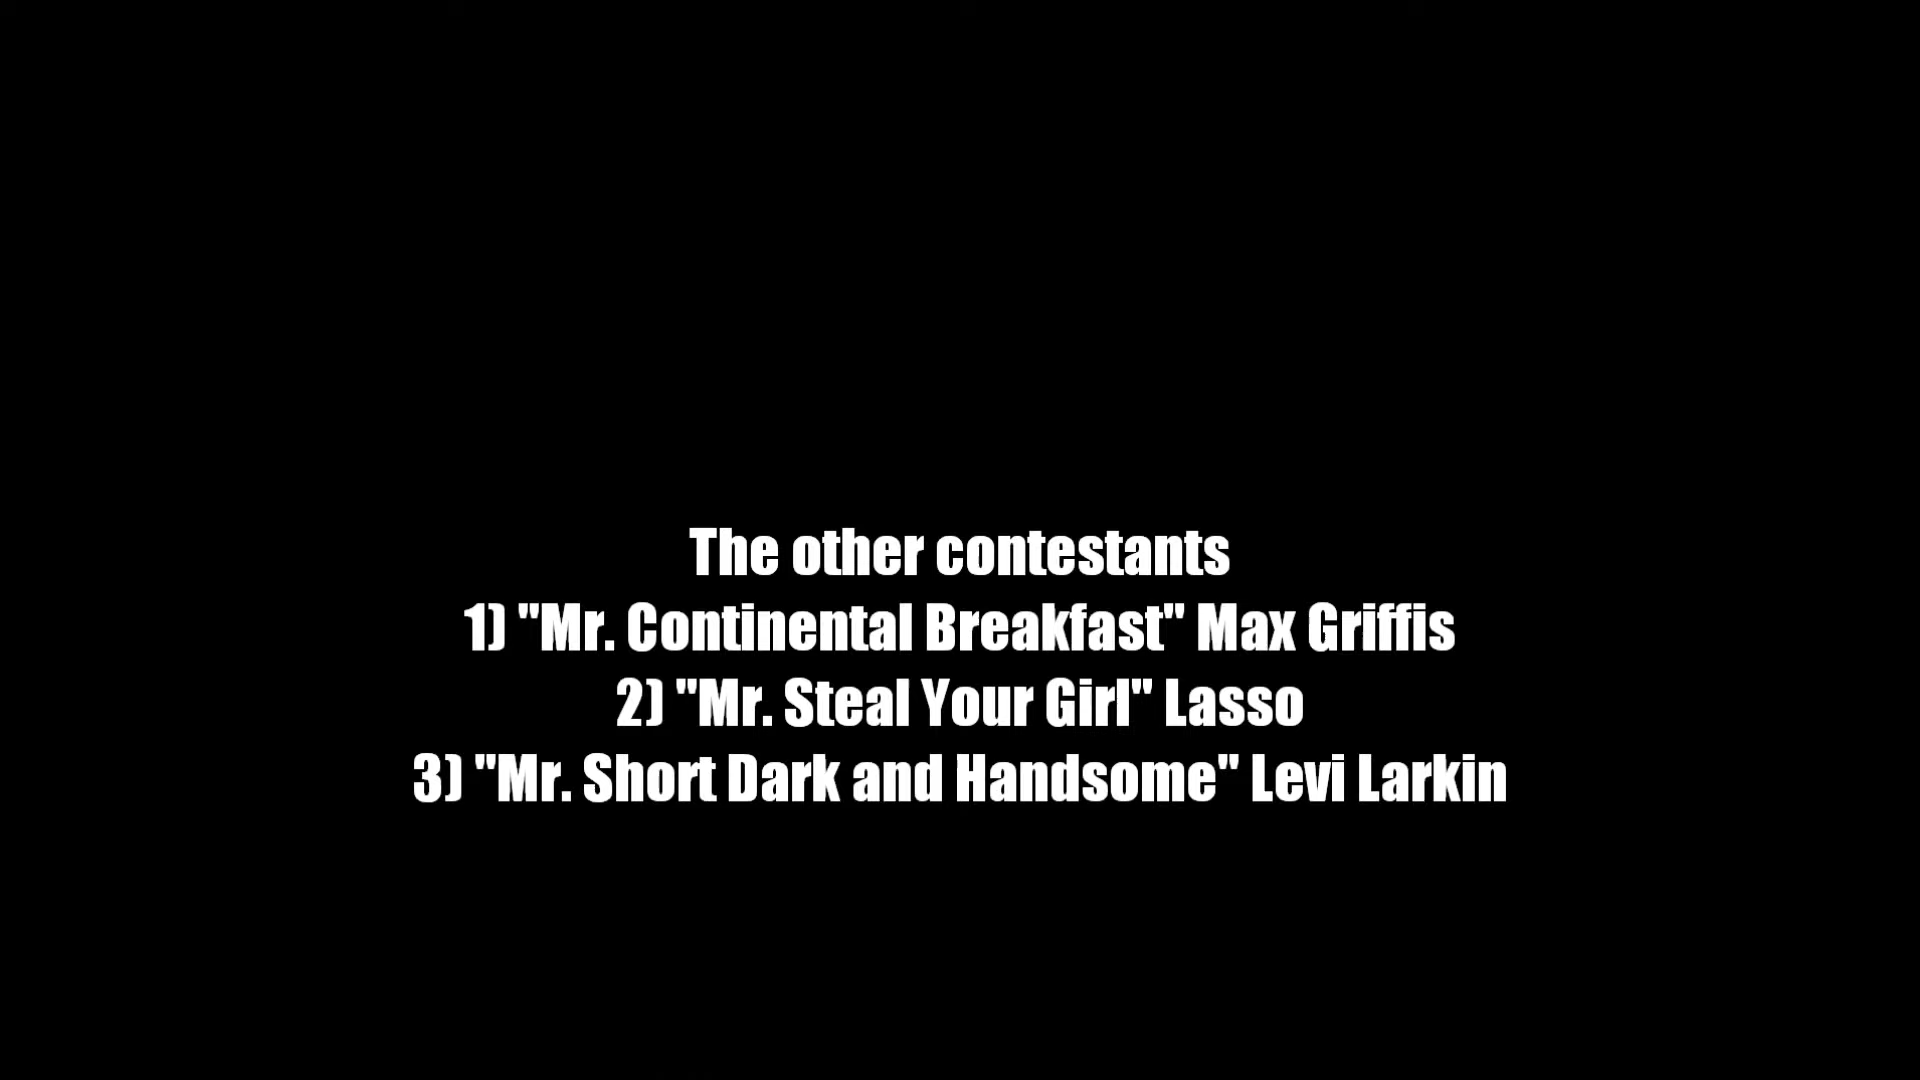 The other contestants
1) "Mr. Continental Breakfast" Max Griffis
2) "Mr. Steal Your Girl" Lasso
3) "Mr. Short Dark and Handsome" Levi Larkin